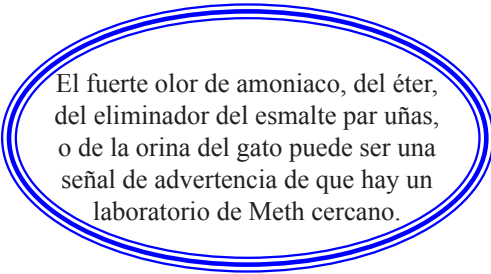 El fuerte olor de amoniaco, del éter,
del eliminador del esmalte par uñas,
o de la orina del gato puede ser una
señal de advertencia de que hay un
laboratorio de Meth cercano.